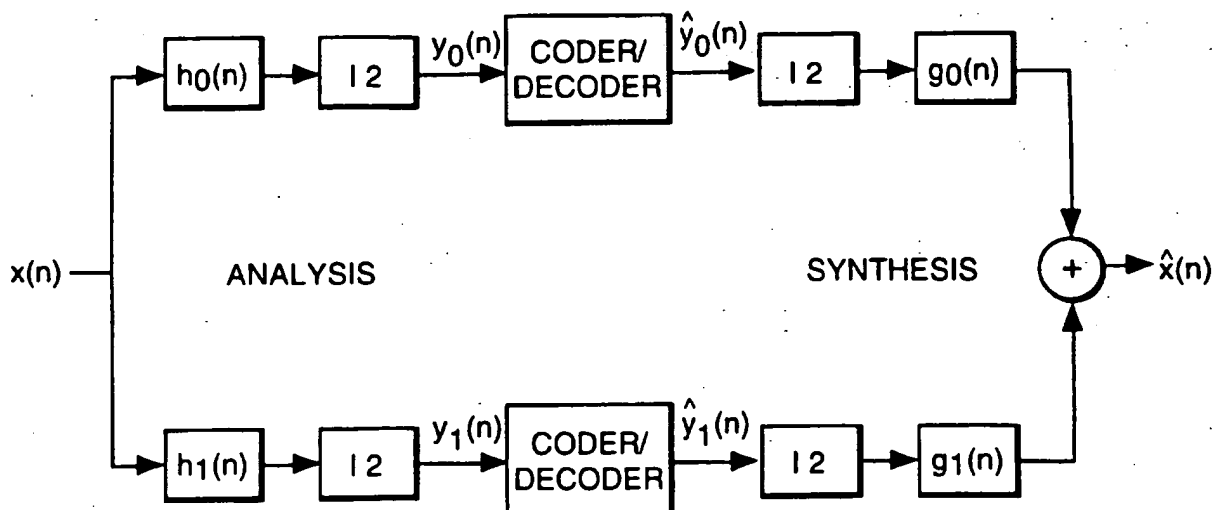 h0(n)
I 2
y0(n)
CODER/
DECODER
ŷ0(n)
I 2
g0(n)
x(n)
ANALYSIS
SYNTHESIS
+
x̂(n)
h1(n)
I 2
y1(n)
CODER/
DECODER
ŷ1(n)
I 2
g1(n)